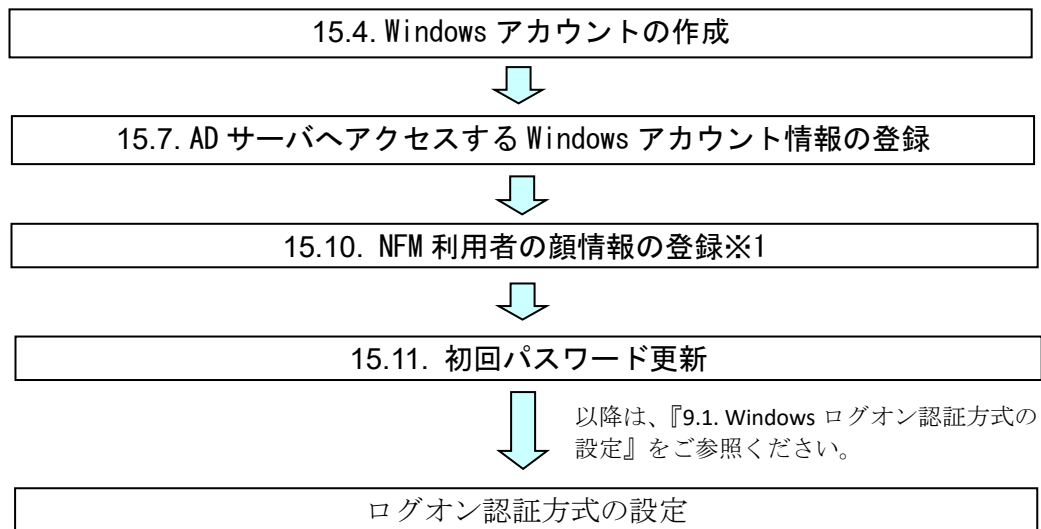 15.4. Windows アカウントの作成
15.7. AD サーバへアクセスする Windows アカウント情報の登録
15.10. NFM 利用者の顔情報の登録※1
15.11. 初回パスワード更新
以降は、『9.1. Windows ログオン認証方式の
設定』をご参照ください。
ログオン認証方式の設定